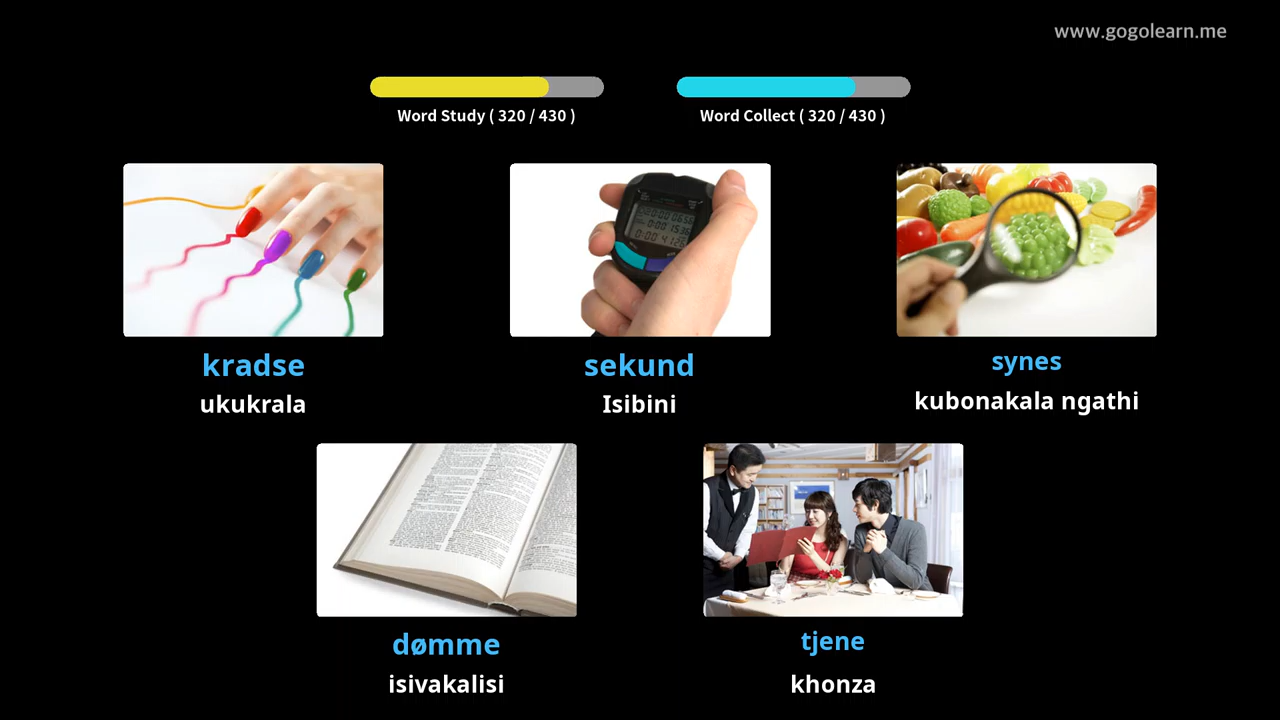 www.gogolearn.me
Word Study ( 320 / 430 )
Word Collect ( 320 / 430 )
kradse
ukukrala
sekund
Isibini
synes
kubonakala ngathi
dømme
isivakalisi
tjene
khonza